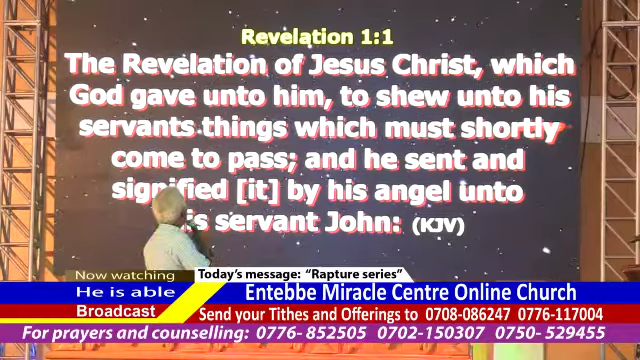 Revelation 1:1
The Revelation of Jesus Christ, which
God gave unto him, to shew unto his
servants things which must shortly
come to pass; and he sent and
signified [it] by his angel unto
is servant John: (KJV)
Now watching
Today's message: "Rapture series"
He is able
Entebbe Miracle Centre Online Church
Broadcast
Send your Tithes and Offerings to 0708-086247 0776-117004
For prayers and counselling: 0776- 852505 0702-150307 0750- 529455